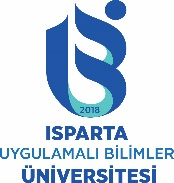 2018
ISPARTA
UYGULAMALI BİLİMLER
ÜNİVERSİTESİ